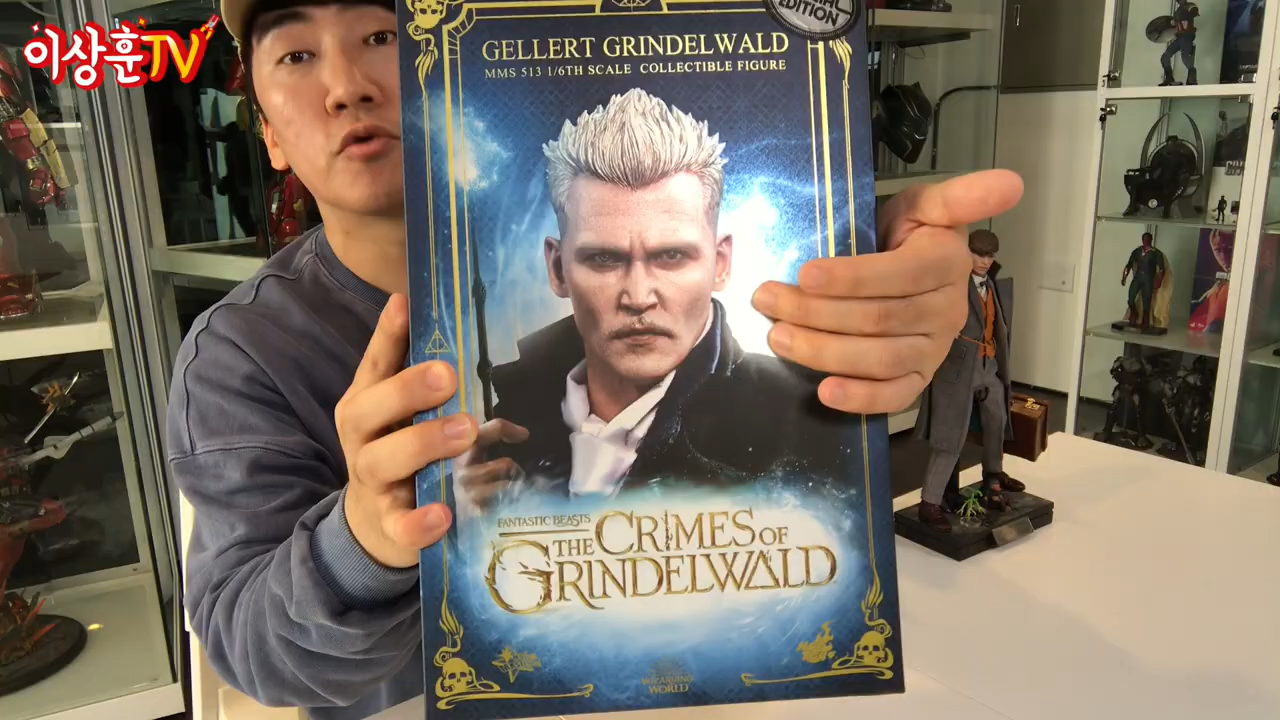 이상훈TV
EDITION
GELLERT GRINDELWALD
MMS 513 1/6TH SCALE COLLECTIBLE FIGURE
FANTASTIC BEASTS
THE CRIMES OF
GRINDELWALD
WIZARDING
WORLD